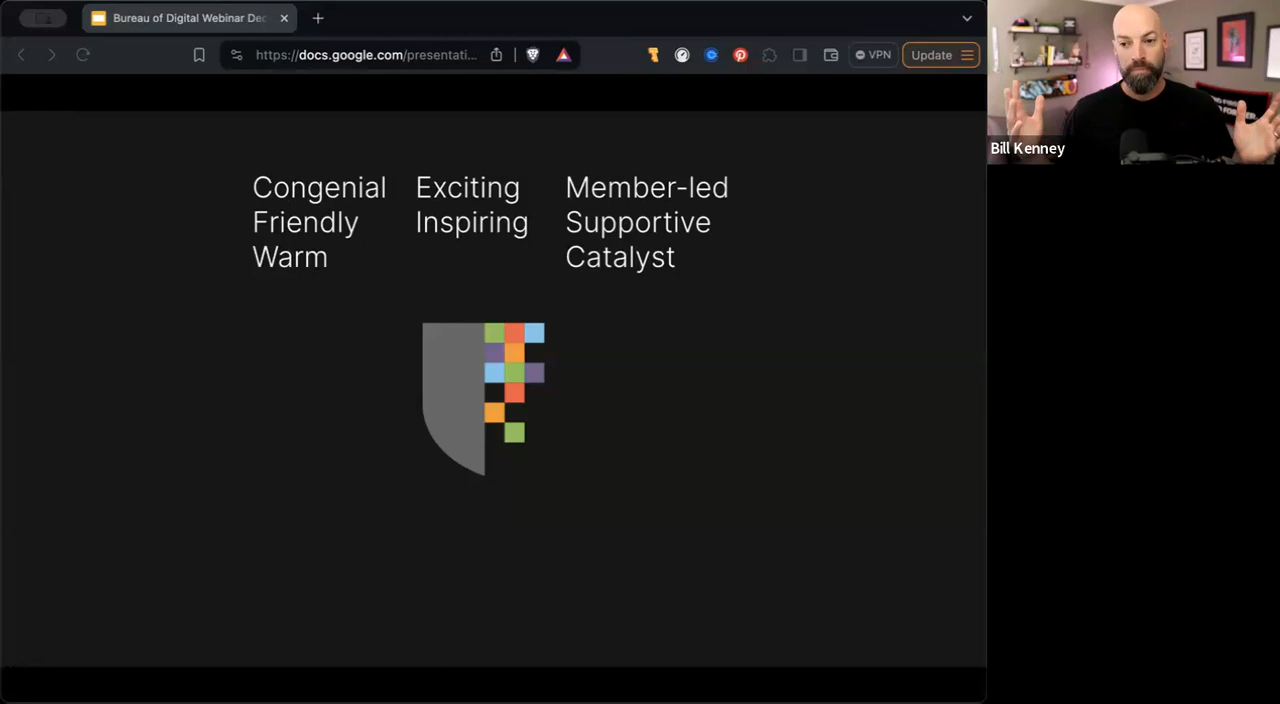 Bureau of Digital Webinar Dec
https://docs.google.com/presentati...
VPN
Update
Congenial Exciting Member-led
Friendly Inspiring Supportive
Warm Catalyst
Bill Kenney